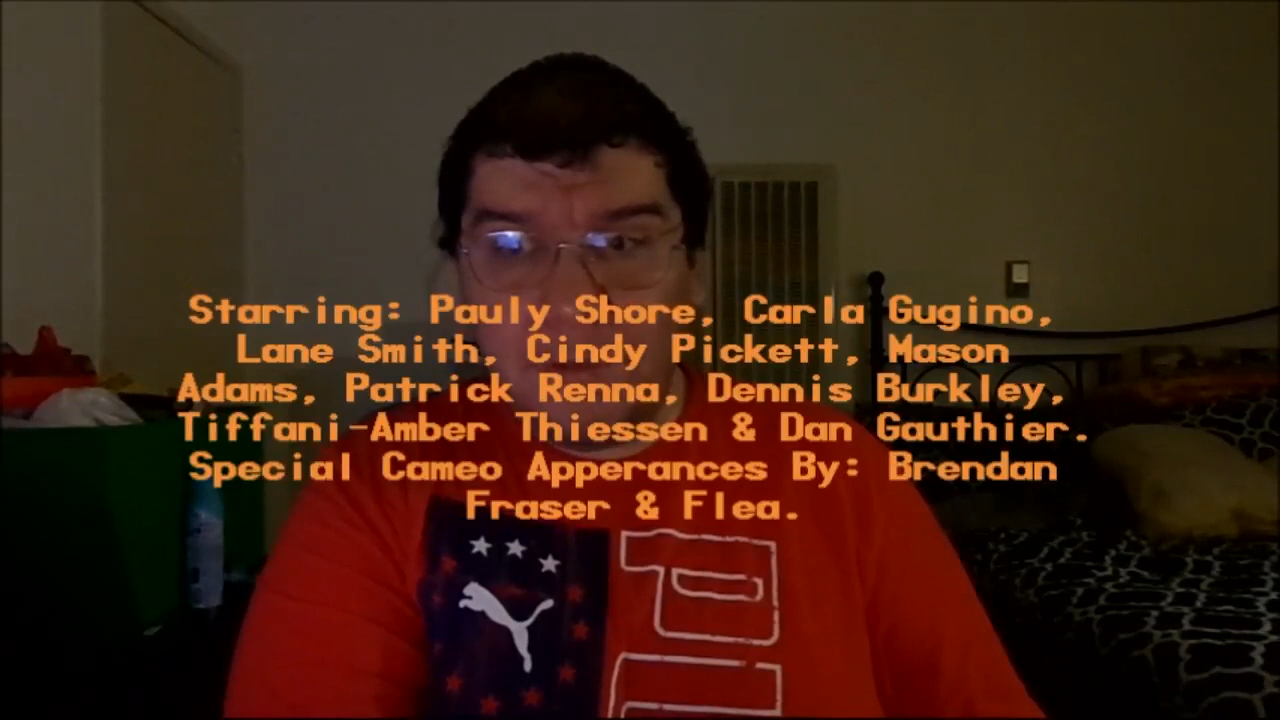 Starring: Pauly Shore, Carla Gugino,
Lane Smith, Cindy Pickett, Mason
Adams, Patrick Renna, Dennis Burkley,
Tiffani-Amber Thiessen & Dan Gauthier.
Special Cameo Apperances By: Brendan
Fraser & Flea.